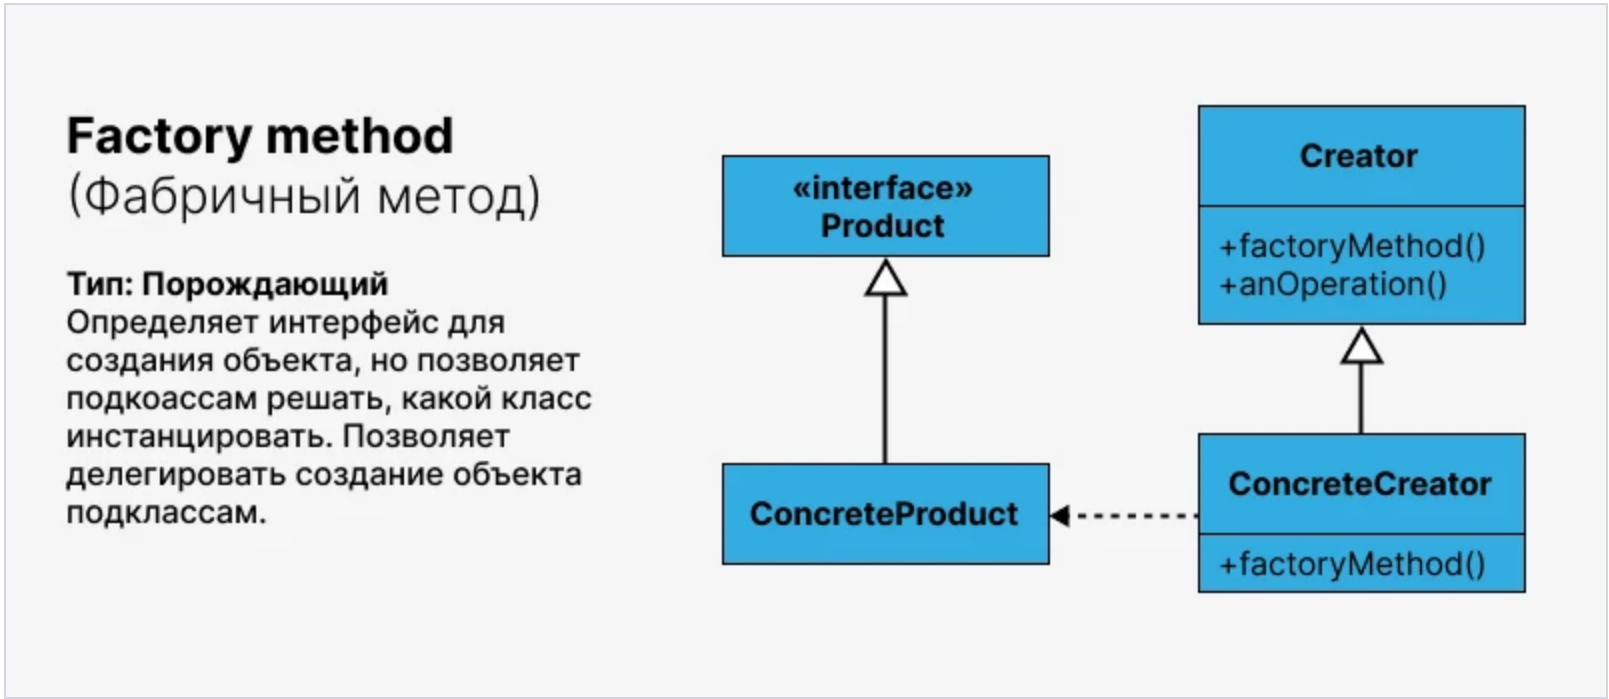 Factory method
(Фабричный метод)
Тип: Порождающий
Определяет интерфейс для
создания объекта, но позволяет
подкоассам решать, какой класс
инстанцировать. Позволяет
делегировать создание объекта
подклассам.
«interface»
Product
ConcreteProduct
Creator
+factoryMethod()
+anOperation()
ConcreteCreator
+factoryMethod()